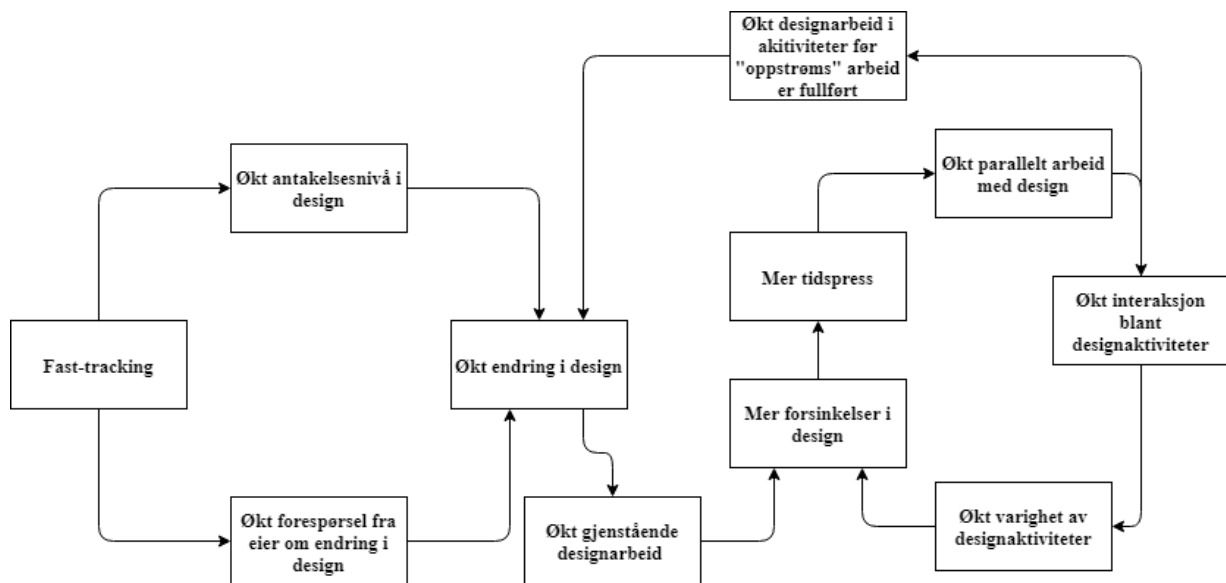 Økt designarbeid i
akitiviteter før
"oppstrøms" arbeid
er fullført
Økt antakelsesnivå i
design
Økt parallelt arbeid
med design
Mer tidspress
Økt interaksjon
blant
designaktiviteter
Fast-tracking
Økt endring i design
Mer forsinkelser i
design
Økt forespørsel fra
eier om endring i
design
Økt gjenstående
designarbeid
Økt varighet av
designaktiviteter